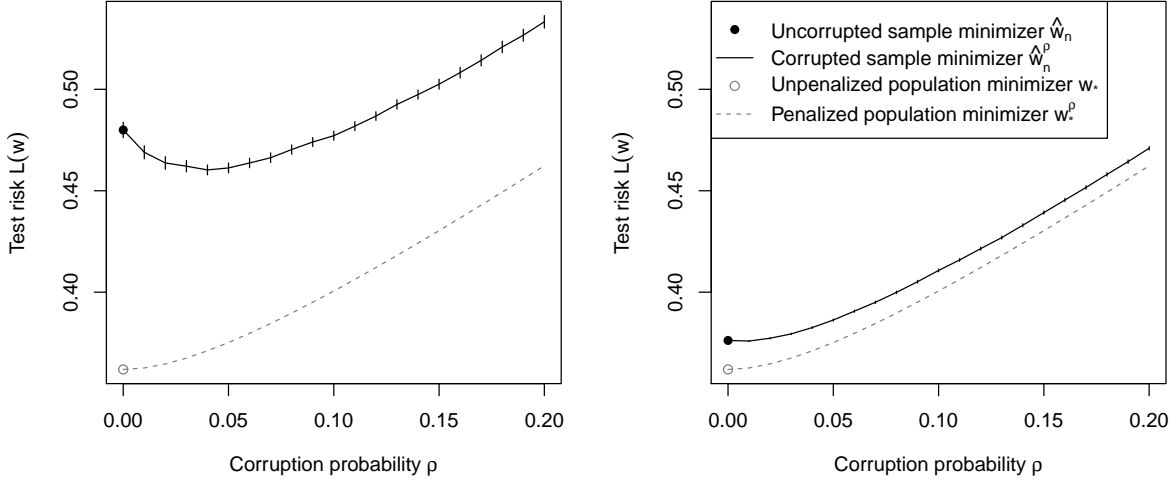 0.50
0.45
0.40
Test risk L(w)
0.00 0.05 0.10 0.15 0.20
Corruption probability ρ
Uncorrupted sample minimizer ŵₙ
Corrupted sample minimizer ŵₙ^ρ
Unpenalized population minimizer w*
Penalized population minimizer w*^ρ
0.50
0.45
0.40
Test risk L(w)
0.00 0.05 0.10 0.15 0.20
Corruption probability ρ